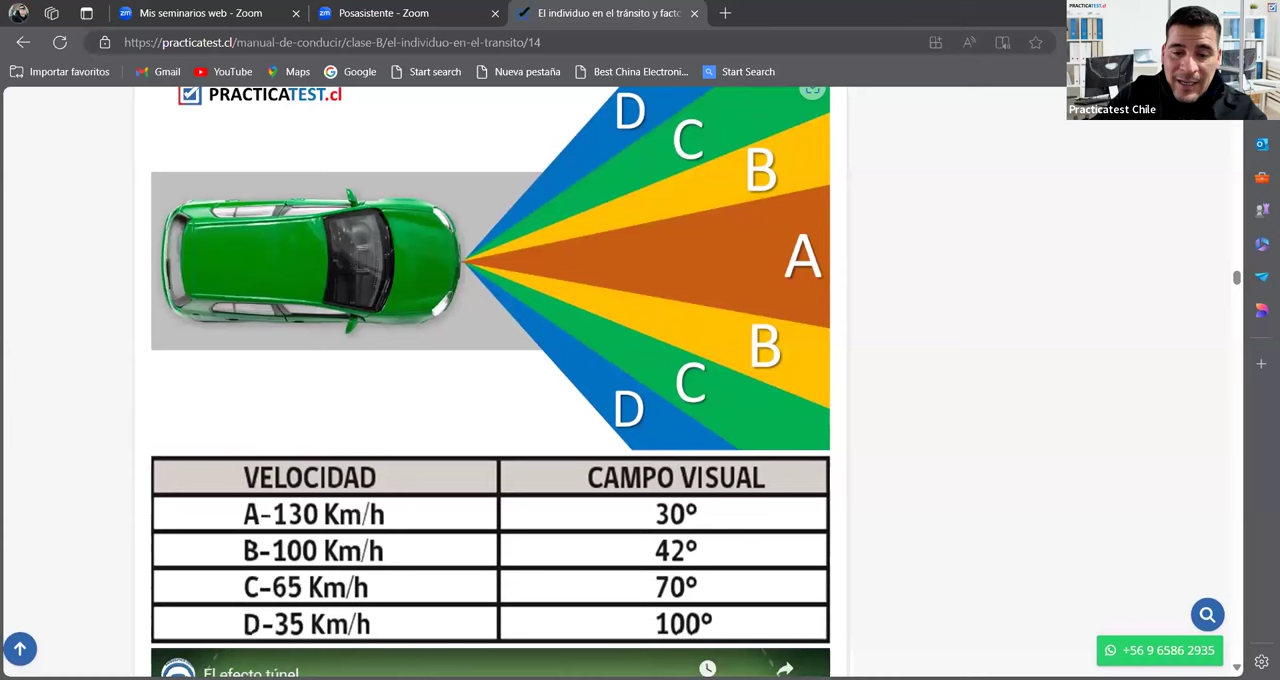 Mis seminarios web - Zoom
Posasistente - Zoom
El individuo en el tránsito y facto
https://practicatest.cl/manual-de-conducir/clase-B/el-individuo-en-el-transito/14
Importar favoritos
Gmail
YouTube
Maps
Google
Start search
Nueva pestaña
Best China Electroni...
Start Search
PRACTICATEST.cl
Practicatest Chile
PRACTICATEST.cl
D
C
B
A
B
C
D
VELOCIDAD CAMPO VISUAL
A-130 Km/h 30°
B-100 Km/h 42°
C-65 Km/h 70°
D-35 Km/h 100°
El efecto túnel
+56 9 6586 2935